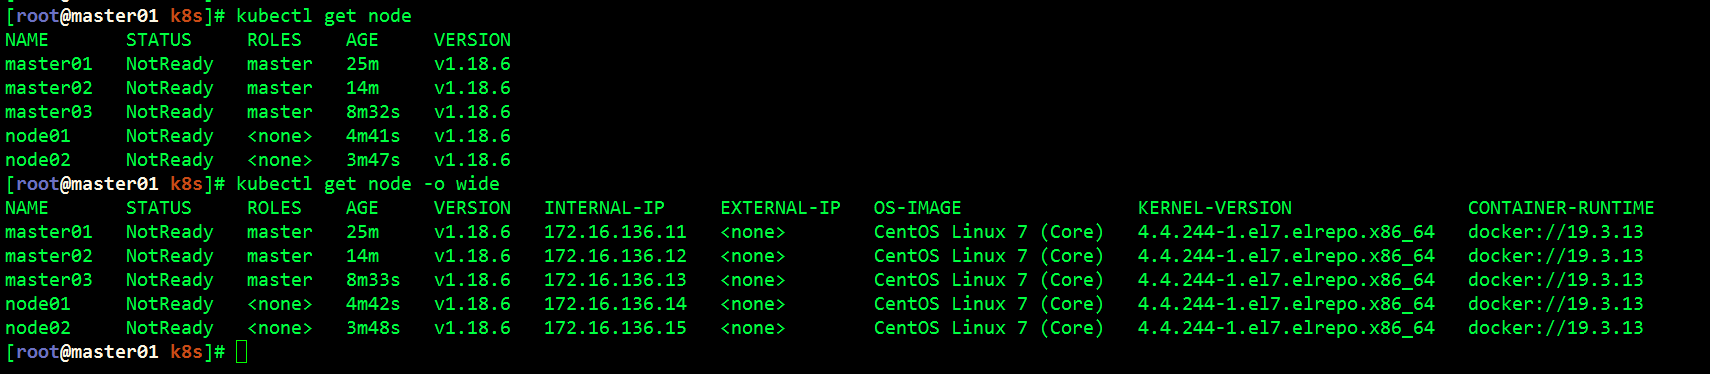 [root@master01 k8s]# kubectl get node
NAME       STATUS     ROLES    AGE     VERSION
master01   NotReady   master   25m     v1.18.6
master02   NotReady   master   14m     v1.18.6
master03   NotReady   master   8m32s   v1.18.6
node01     NotReady   <none>   4m41s   v1.18.6
node02     NotReady   <none>   3m47s   v1.18.6
[root@master01 k8s]# kubectl get node -o wide
NAME       STATUS     ROLES    AGE     VERSION   INTERNAL-IP     EXTERNAL-IP   OS-IMAGE                KERNEL-VERSION                CONTAINER-RUNTIME
master01   NotReady   master   25m     v1.18.6   172.16.136.11   <none>        CentOS Linux 7 (Core)   4.4.244-1.el7.elrepo.x86_64   docker://19.3.13
master02   NotReady   master   14m     v1.18.6   172.16.136.12   <none>        CentOS Linux 7 (Core)   4.4.244-1.el7.elrepo.x86_64   docker://19.3.13
master03   NotReady   master   8m33s   v1.18.6   172.16.136.13   <none>        CentOS Linux 7 (Core)   4.4.244-1.el7.elrepo.x86_64   docker://19.3.13
node01     NotReady   <none>   4m42s   v1.18.6   172.16.136.14   <none>        CentOS Linux 7 (Core)   4.4.244-1.el7.elrepo.x86_64   docker://19.3.13
node02     NotReady   <none>   3m48s   v1.18.6   172.16.136.15   <none>        CentOS Linux 7 (Core)   4.4.244-1.el7.elrepo.x86_64   docker://19.3.13
[root@master01 k8s]#